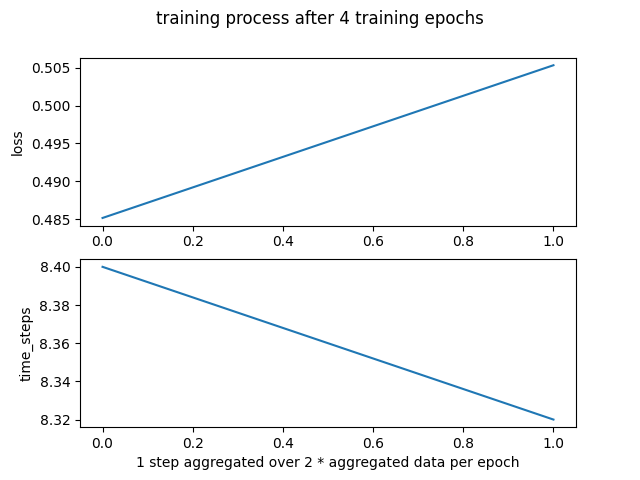 training process after 4 training epochs
0.505
0.500
0.495
0.490
0.485
loss
0.0 0.2 0.4 0.6 0.8 1.0
8.40
8.38
8.36
8.34
8.32
time_steps
0.0 0.2 0.4 0.6 0.8 1.0
1 step aggregated over 2 * aggregated data per epoch